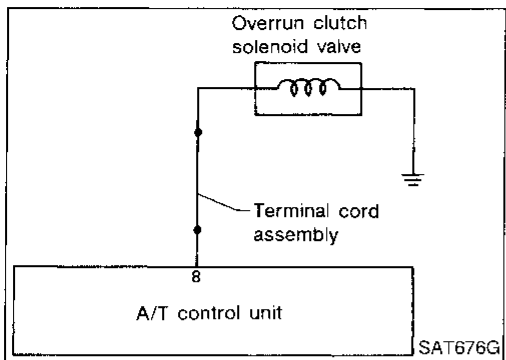 Overrun clutch
solenoid valve
Terminal cord
assembly
8
A/T control unit
SAT676G